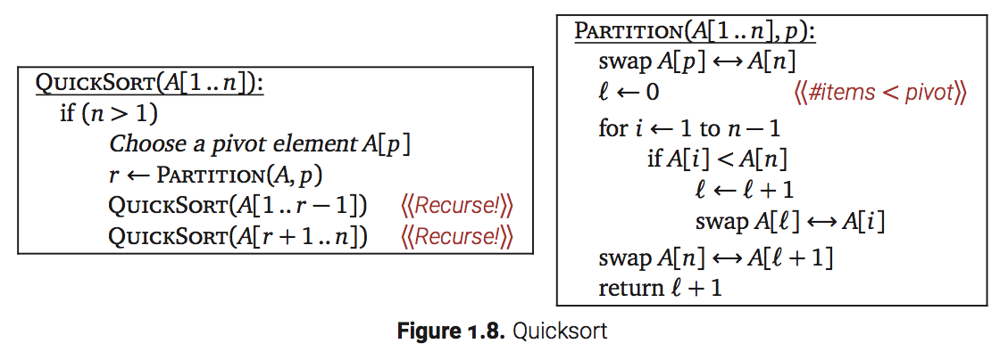 QuickSort(A[1 .. n]):
if (n > 1)
Choose a pivot element A[p]
r ← Partition(A, p)
QuickSort(A[1 .. r − 1]) ⟨⟨Recurse!⟩⟩
QuickSort(A[r + 1 .. n]) ⟨⟨Recurse!⟩⟩
Partition(A[1 .. n], p):
swap A[p] ↔ A[n]
ℓ ← 0 ⟨⟨#items < pivot⟩⟩
for i ← 1 to n − 1
if A[i] < A[n]
ℓ ← ℓ + 1
swap A[ℓ] ↔ A[i]
swap A[n] ↔ A[ℓ + 1]
return ℓ + 1
Figure 1.8. Quicksort